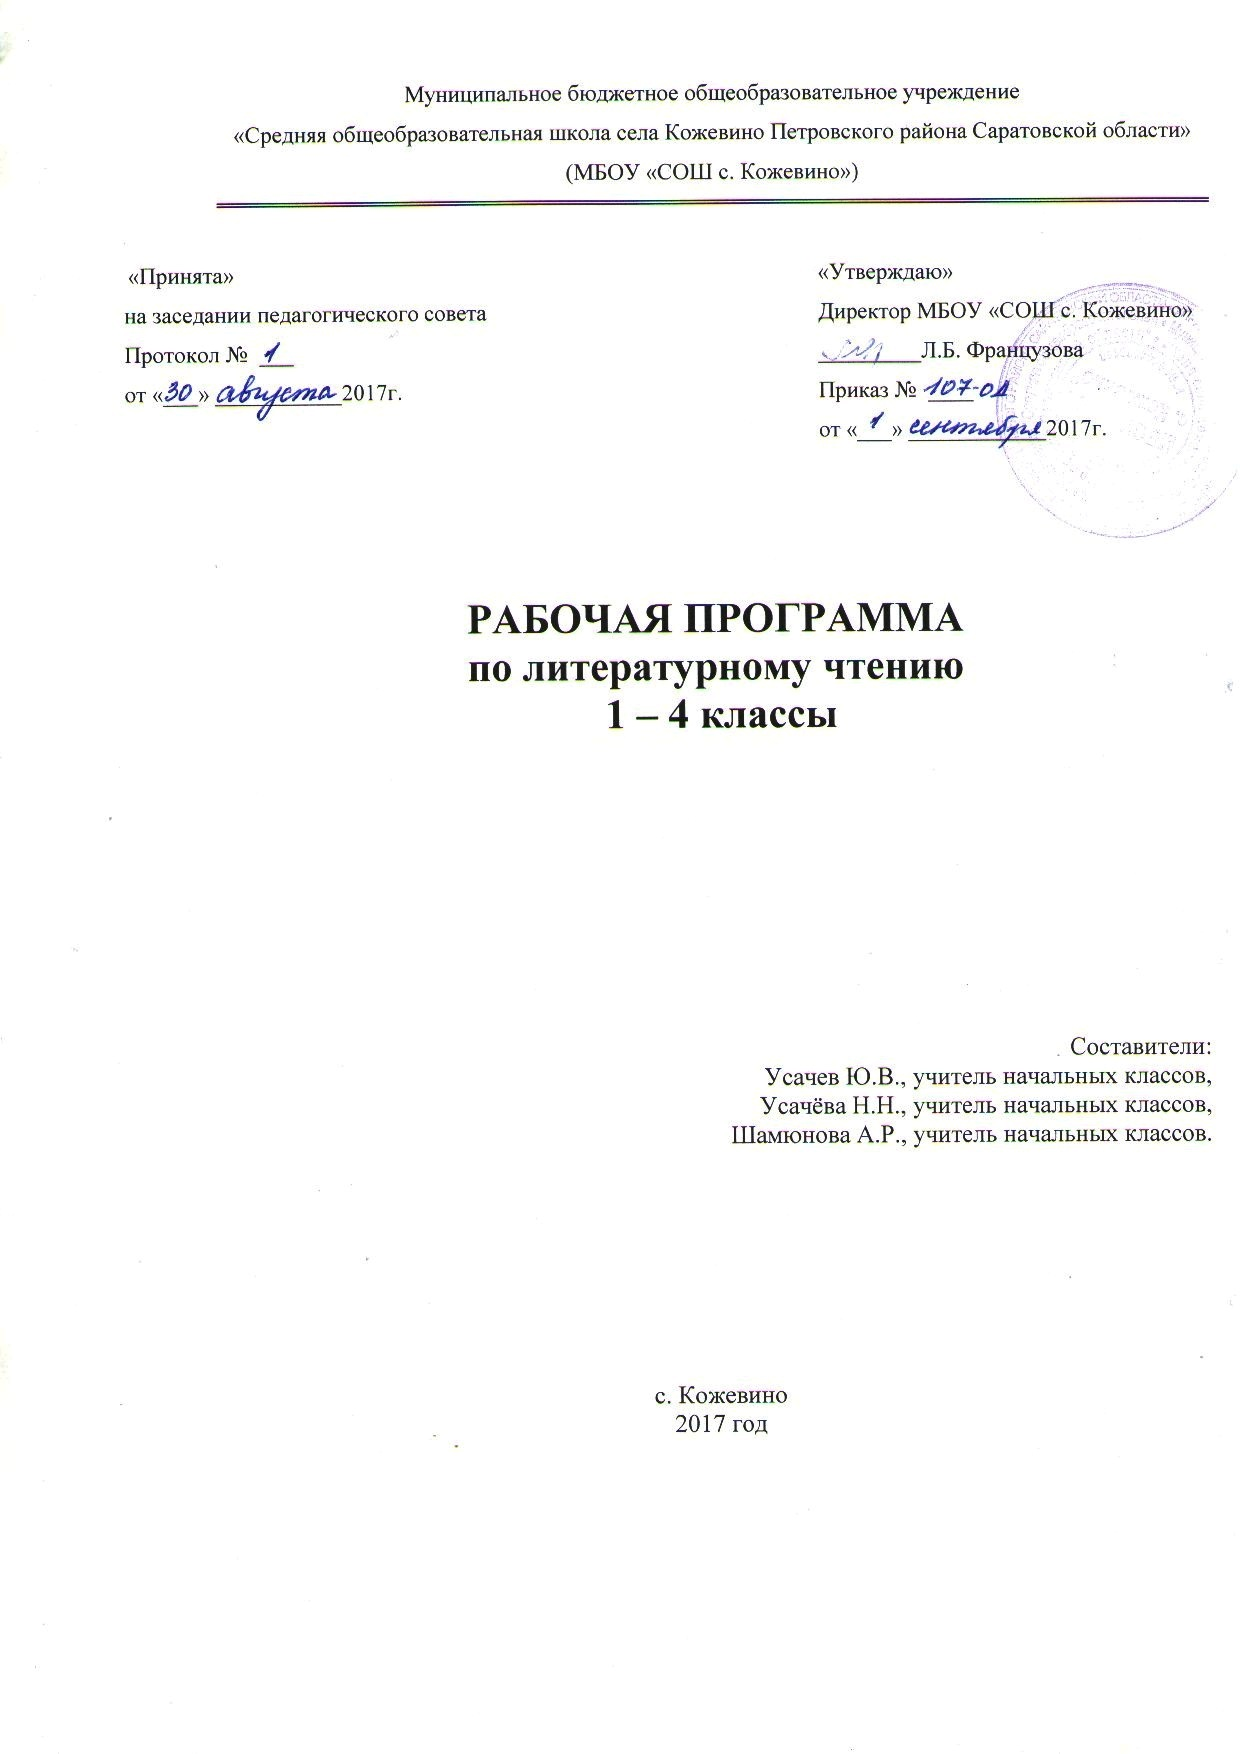 Муниципальное бюджетное общеобразовательное учреждение
«Средняя общеобразовательная школа села Кожевино Петровского района Саратовской области»
(МБОУ «СОШ с. Кожевино»)
«Принята»
на заседании педагогического совета
Протокол № 1
от «30» августа 2017г.
«Утверждаю»
Директор МБОУ «СОШ с. Кожевино»
Л.Б. Французова
Приказ № 107-од
от «1» сентября 2017г.
РАБОЧАЯ ПРОГРАММА
по литературному чтению
1 – 4 классы
Составители:
Усачев Ю.В., учитель начальных классов,
Усачёва Н.Н., учитель начальных классов,
Шамюнова А.Р., учитель начальных классов.
с. Кожевино
2017 год